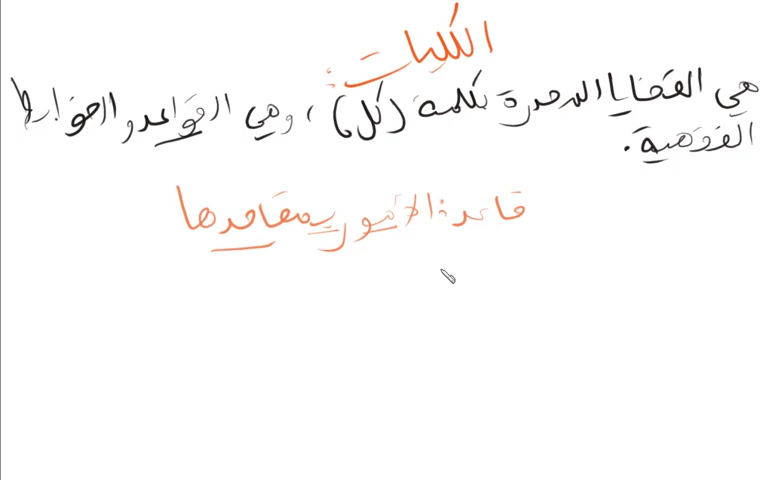 الكليات:
هي القضايا المصدرة بكلمة (كل)، وهي القواعد والضوابط
الفقهية.
قاعدة: الأمور بمقاصدها